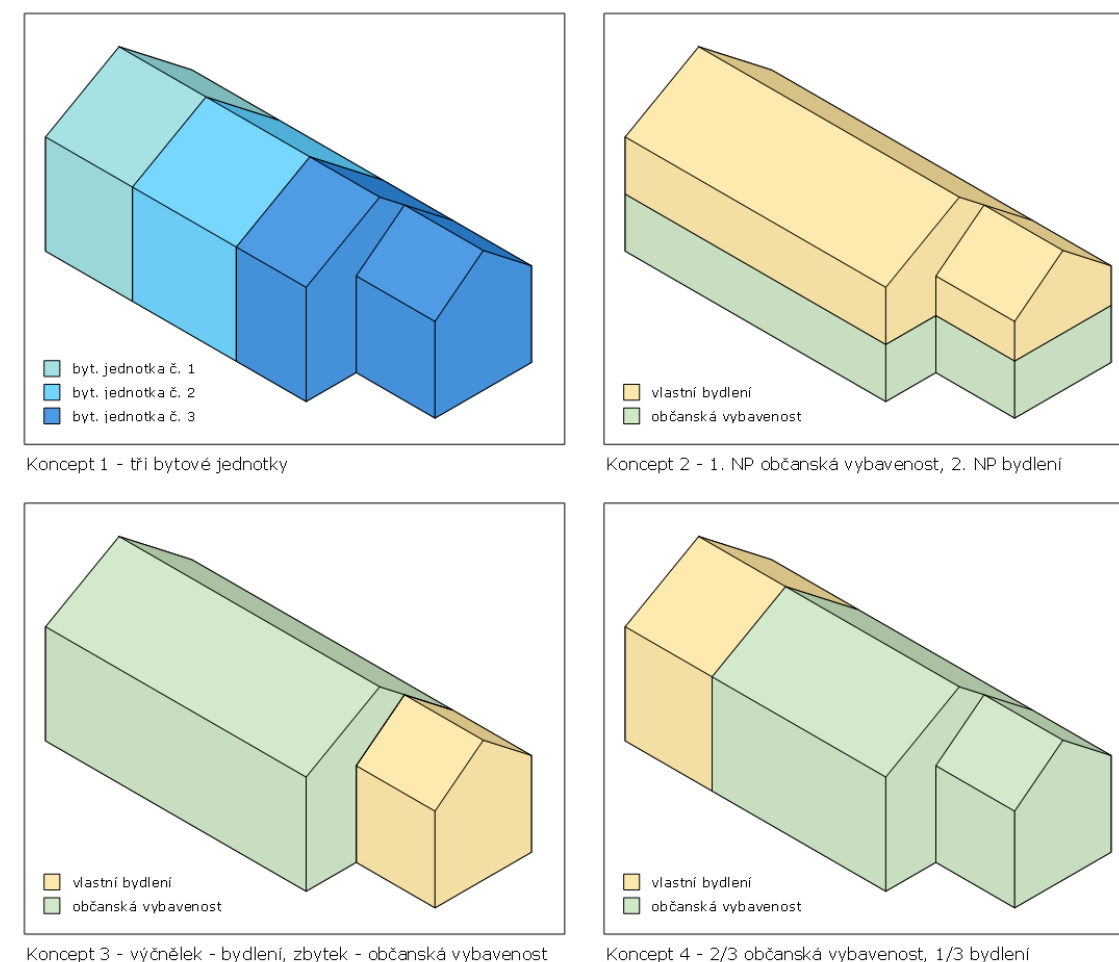 byt. jednotka č. 1
byt. jednotka č. 2
byt. jednotka č. 3
Koncept 1 - tři bytové jednotky
vlastní bydlení
občanská vybavenost
Koncept 2 - 1. NP občanská vybavenost, 2. NP bydlení
vlastní bydlení
občanská vybavenost
Koncept 3 - výčnělek - bydlení, zbytek - občanská vybavenost
vlastní bydlení
občanská vybavenost
Koncept 4 - 2/3 občanská vybavenost, 1/3 bydlení